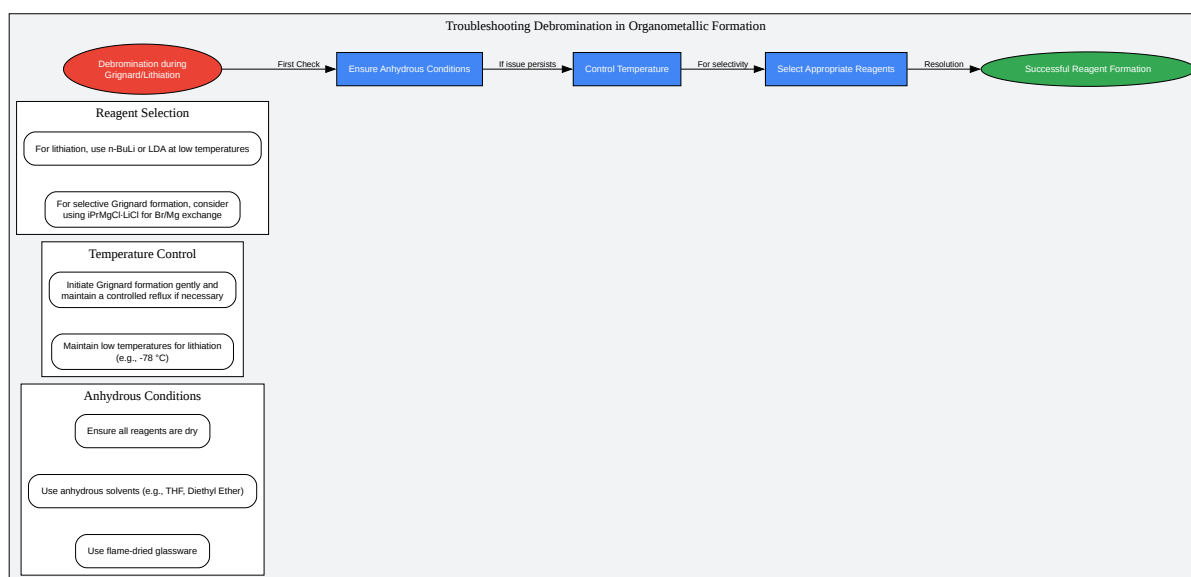 Troubleshooting Debromination in Organometallic Formation
Debromination during
Grignard/Lithiation
First Check
Ensure Anhydrous Conditions
If issue persists
Control Temperature
For selectivity
Select Appropriate Reagents
Resolution
Successful Reagent Formation
Reagent Selection
For lithiation, use n-BuLi or LDA at low temperatures
For selective Grignard formation, consider
using iPrMgCl·LiCl for Br/Mg exchange
Temperature Control
Initiate Grignard formation gently and
maintain a controlled reflux if necessary
Maintain low temperatures for lithiation
(e.g., -78 °C)
Anhydrous Conditions
Ensure all reagents are dry
Use anhydrous solvents (e.g., THF, Diethyl Ether)
Use flame-dried glassware